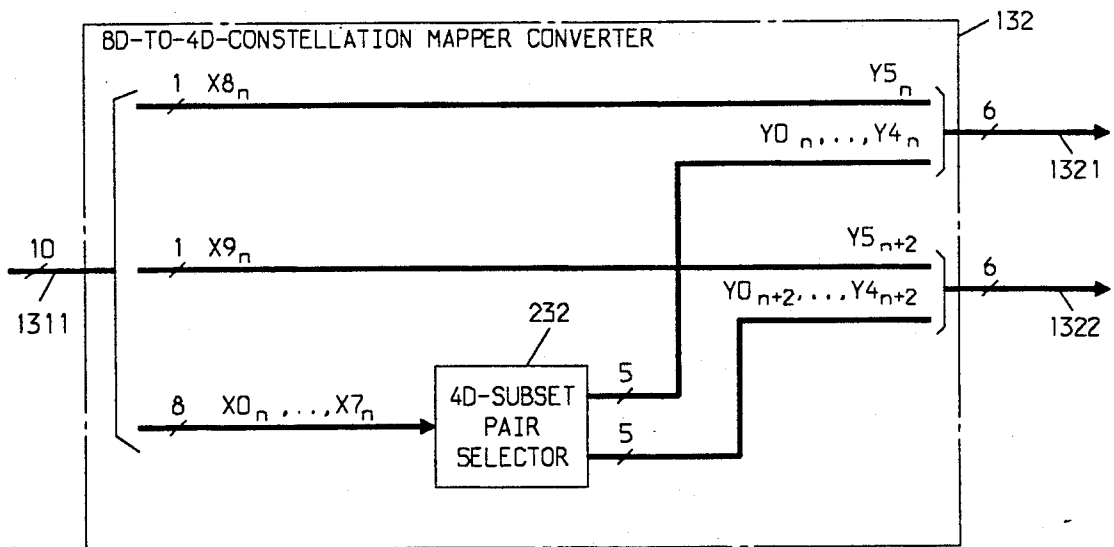 132
8D-TO-4D-CONSTELLATION MAPPER CONVERTER
1 X8n Y5n
6
Y0n,...,Y4n
1321
10
1 X9n Y5n+2
6
1311
Y0n+2,...,Y4n+2
1322
232
8 X0n,...,X7n
4D-SUBSET
PAIR
SELECTOR
5
5